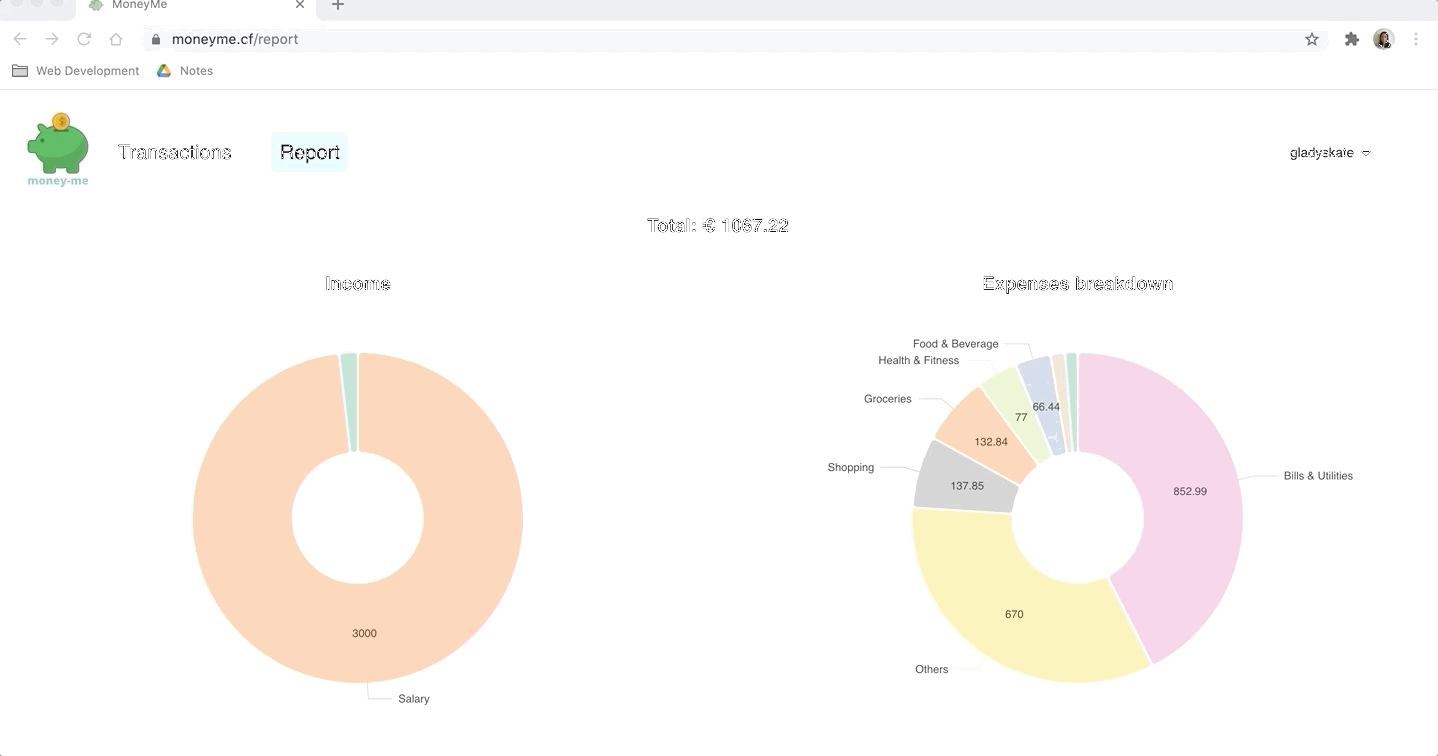 MoneyMe
moneyme.cf/report
Web Development Notes
money-me
Transactions
Report
gladyskate
Total: € 1067.22
Income
Expenses breakdown
3000
Salary
Food & Beverage
Health & Fitness
Groceries
Shopping
Others
66.44
77
132.84
137.85
670
852.99
Bills & Utilities